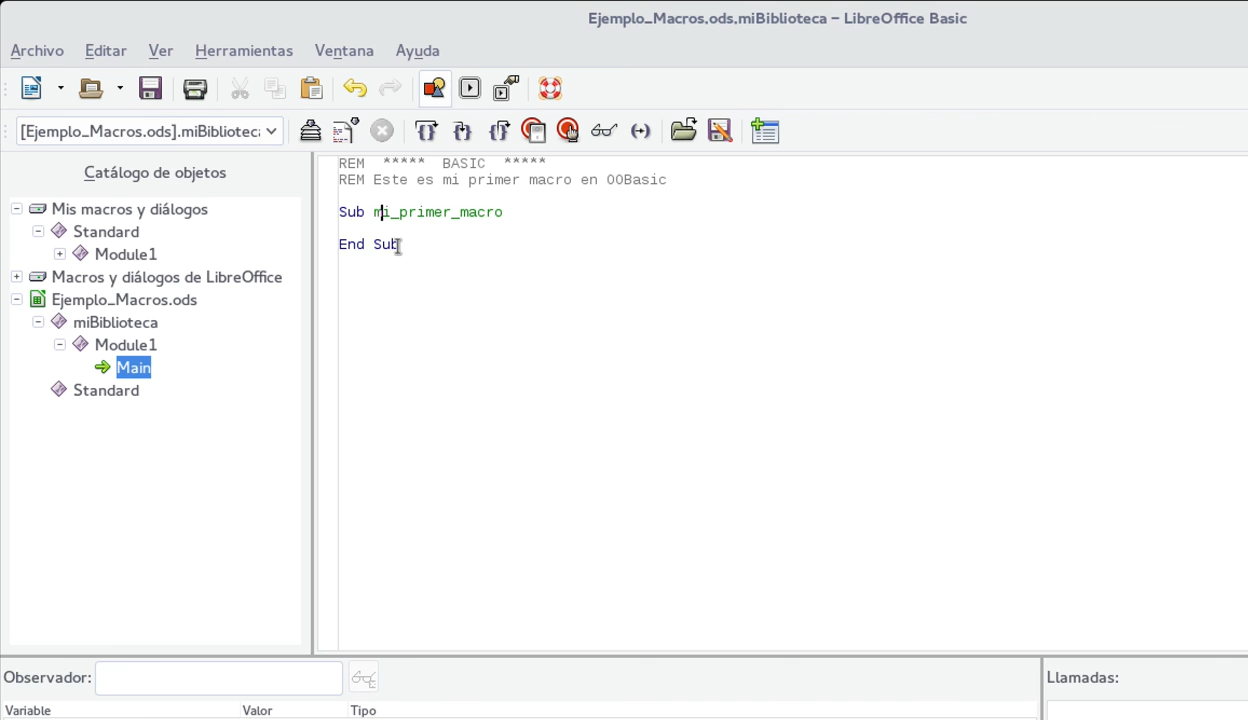 Ejemplo_Macros.ods.miBiblioteca – LibreOffice Basic
Archivo Editar Ver Herramientas Ventana Ayuda
[Ejemplo_Macros.ods].miBiblioteca
Catálogo de objetos
Mis macros y diálogos
Standard
Module1
Macros y diálogos de LibreOffice
Ejemplo_Macros.ods
miBiblioteca
Module1
Main
Standard
REM ***** BASIC *****
REM Este es mi primer macro en OOBasic
Sub mi_primer_macro
End Sub
Observador:
Llamadas:
Variable Valor Tipo